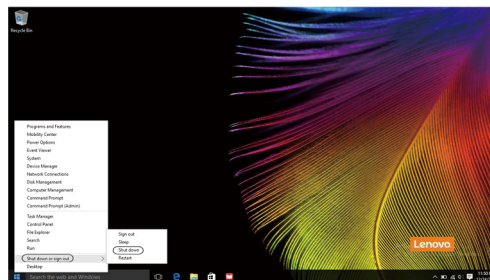 Recycle Bin
Programs and Features
Mobility Center
Power Options
Event Viewer
System
Device Manager
Network Connections
Disk Management
Computer Management
Command Prompt
Command Prompt (Admin)
Task Manager
Control Panel
File Explorer
Search
Run
Shut down or sign out
Desktop
Sign out
Sleep
Shut down
Restart
Lenovo
Search the web and Windows